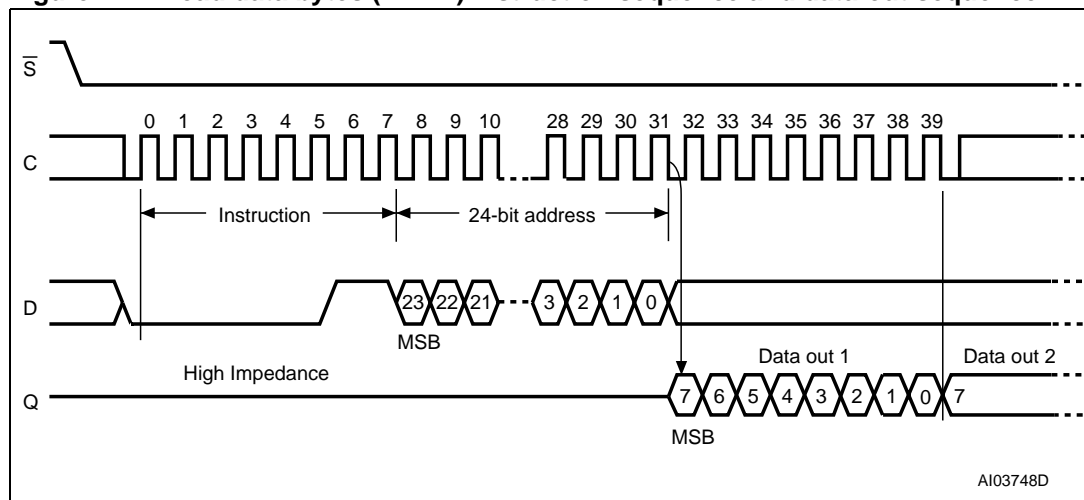 S
0 1 2 3 4 5 6 7 8 9 10 28 29 30 31 32 33 34 35 36 37 38 39
C
Instruction 24-bit address
D 23 22 21 3 2 1 0
MSB
Data out 1 Data out 2
High Impedance
Q 7 6 5 4 3 2 1 0 7
MSB
AI03748D